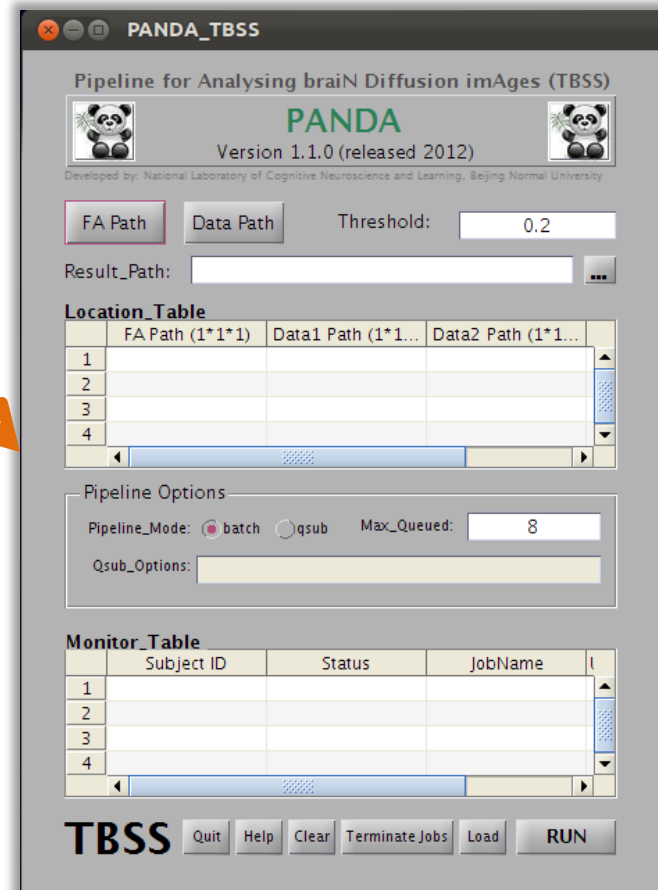 PANDA_TBSS
Pipeline for Analysing braiN Diffusion imAges (TBSS)
PANDA
Version 1.1.0 (released 2012)
Developed by: National Laboratory of Cognitive Neuroscience and Learning, Beijing Normal University
FA Path Data Path Threshold: 0.2
Result_Path: ...
Location_Table
FA Path (1*1*1) Data1 Path (1*1... Data2 Path (1*1...
1
2
3
4
Pipeline Options
Pipeline_Mode: batch qsub Max_Queued: 8
Qsub_Options:
Monitor_Table
Subject ID Status JobName
1
2
3
4
TBSS Quit Help Clear Terminate Jobs Load RUN